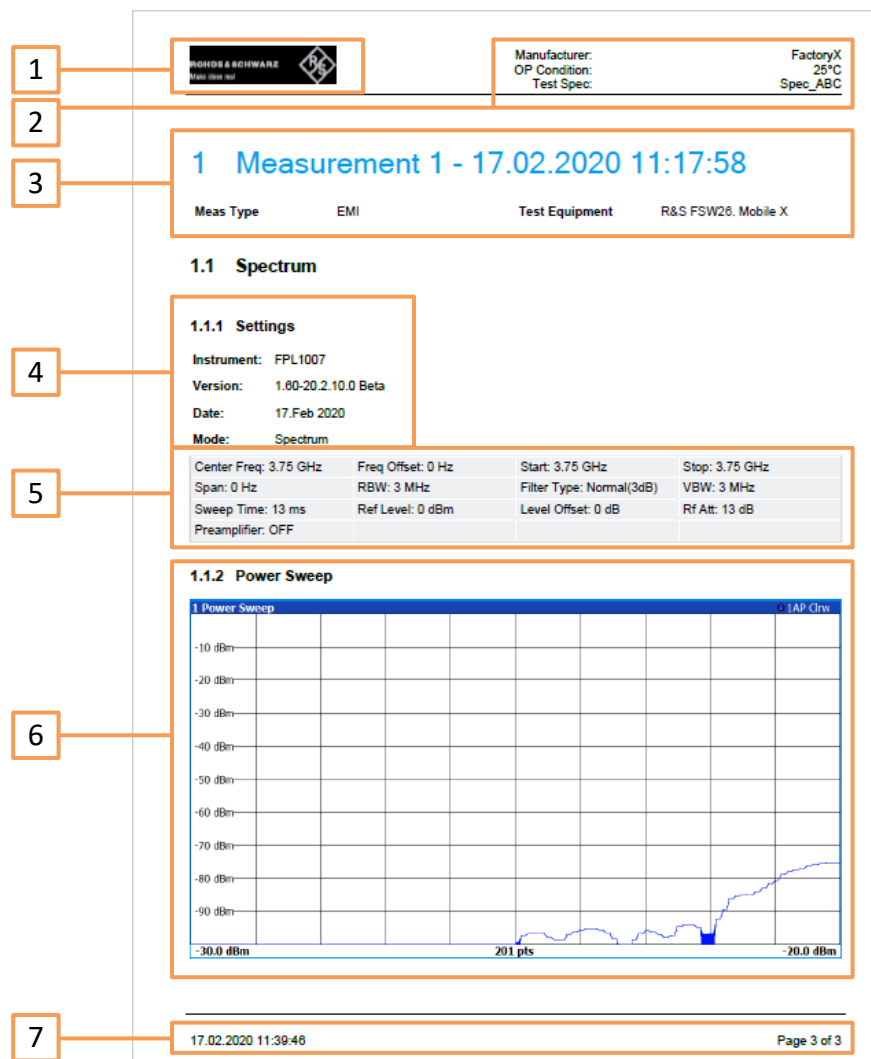 1
ROHDE & SCHWARZ
Make ideas real
R&S
Manufacturer: FactoryX
OP Condition: 25°C
Test Spec: Spec_ABC
2
3
1 Measurement 1 - 17.02.2020 11:17:58
Meas Type EMI Test Equipment R&S FSW26. Mobile X
1.1 Spectrum
4
1.1.1 Settings
Instrument: FPL1007
Version: 1.60-20.2.10.0 Beta
Date: 17.Feb 2020
Mode: Spectrum
5
Center Freq: 3.75 GHz Freq Offset: 0 Hz Start: 3.75 GHz Stop: 3.75 GHz
Span: 0 Hz RBW: 3 MHz Filter Type: Normal(3dB) VBW: 3 MHz
Sweep Time: 13 ms Ref Level: 0 dBm Level Offset: 0 dB Rf Att: 13 dB
Preamplifier: OFF
6
1.1.2 Power Sweep
1 Power Sweep 1AP Clrw
-10 dBm
-20 dBm
-30 dBm
-40 dBm
-50 dBm
-60 dBm
-70 dBm
-80 dBm
-90 dBm
-30.0 dBm 201 pts -20.0 dBm
7
17.02.2020 11:39:46 Page 3 of 3